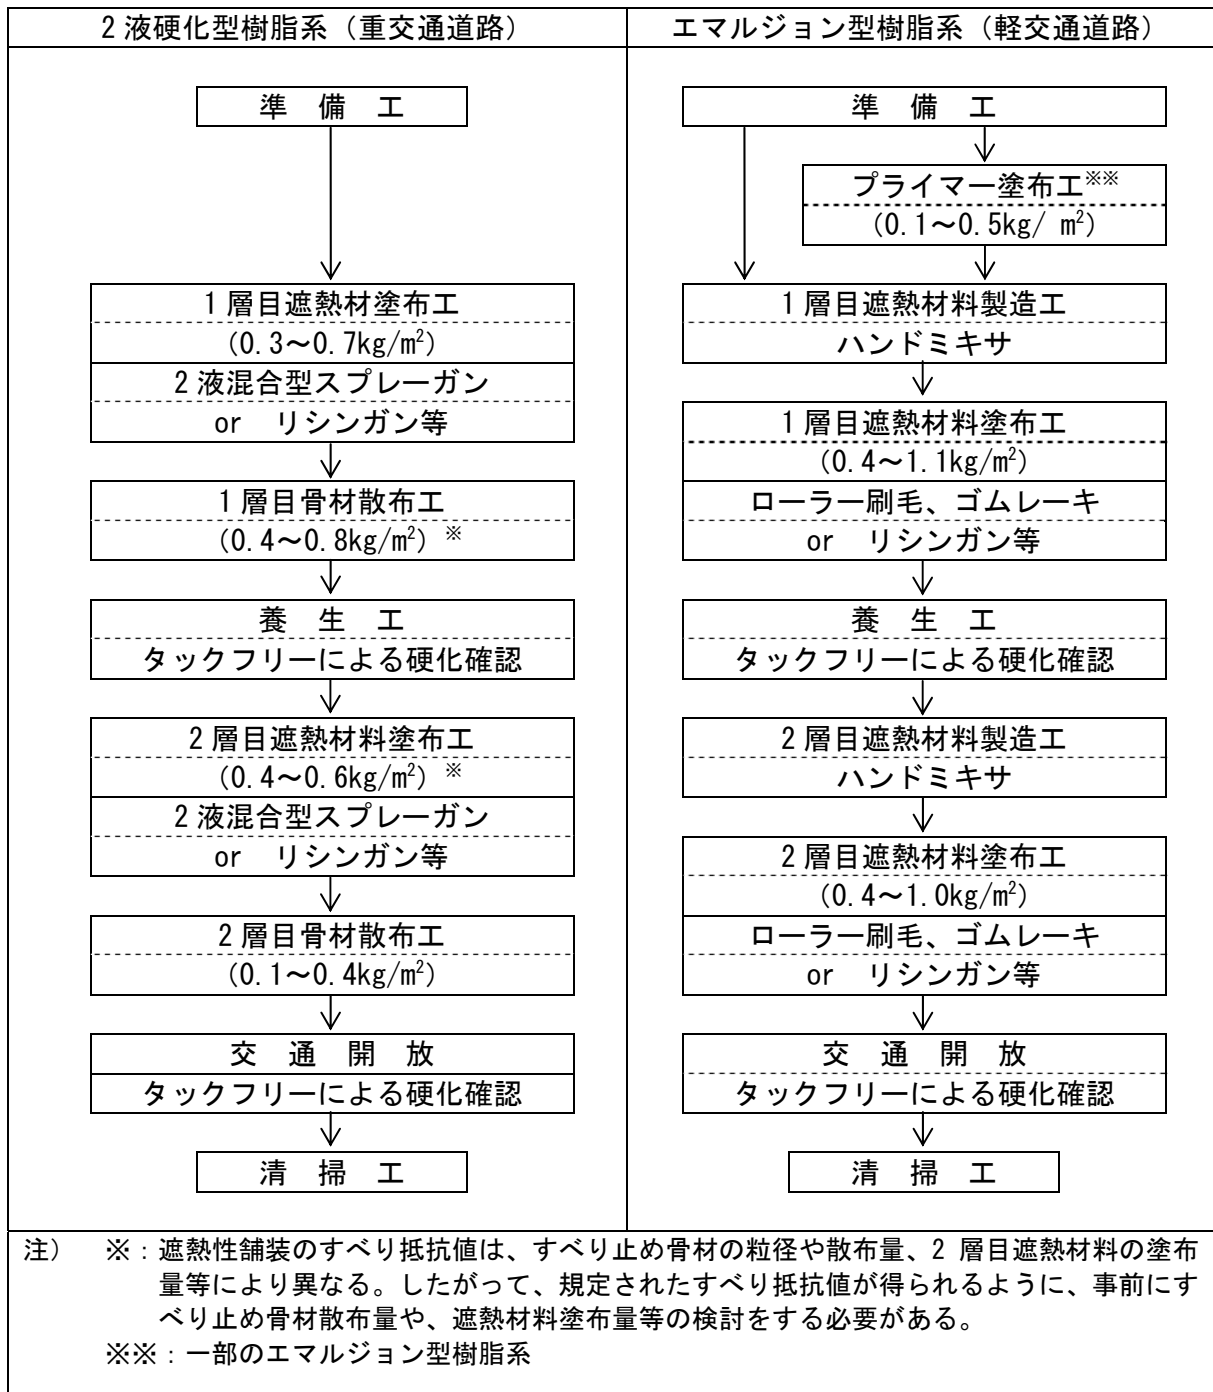 2液硬化型樹脂系（重交通道路）
準　備　工
1層目遮熱材塗布工
(0.3～0.7kg/m²)
2液混合型スプレーガン
or　リシンガン等
1層目骨材散布工
(0.4～0.8kg/m²) ※
養　生　工
タックフリーによる硬化確認
2層目遮熱材料塗布工
(0.4～0.6kg/m²) ※
2液混合型スプレーガン
or　リシンガン等
2層目骨材散布工
(0.1～0.4kg/m²)
交　通　開　放
タックフリーによる硬化確認
清　掃　工
エマルジョン型樹脂系（軽交通道路）
準　備　工
プライマー塗布工※※
(0.1～0.5kg/ m²)
1層目遮熱材料製造工
ハンドミキサ
1層目遮熱材料塗布工
(0.4～1.1kg/m²)
ローラー刷毛、ゴムレーキ
or　リシンガン等
養　生　工
タックフリーによる硬化確認
2層目遮熱材料製造工
ハンドミキサ
2層目遮熱材料塗布工
(0.4～1.0kg/m²)
ローラー刷毛、ゴムレーキ
or　リシンガン等
交　通　開　放
タックフリーによる硬化確認
清　掃　工
注）　※：遮熱性舗装のすべり抵抗値は、すべり止め骨材の粒径や散布量、2 層目遮熱材料の塗布
量等により異なる。したがって、規定されたすべり抵抗値が得られるように、事前にす
べり止め骨材散布量や、遮熱材料塗布量等の検討をする必要がある。
※※：一部のエマルジョン型樹脂系